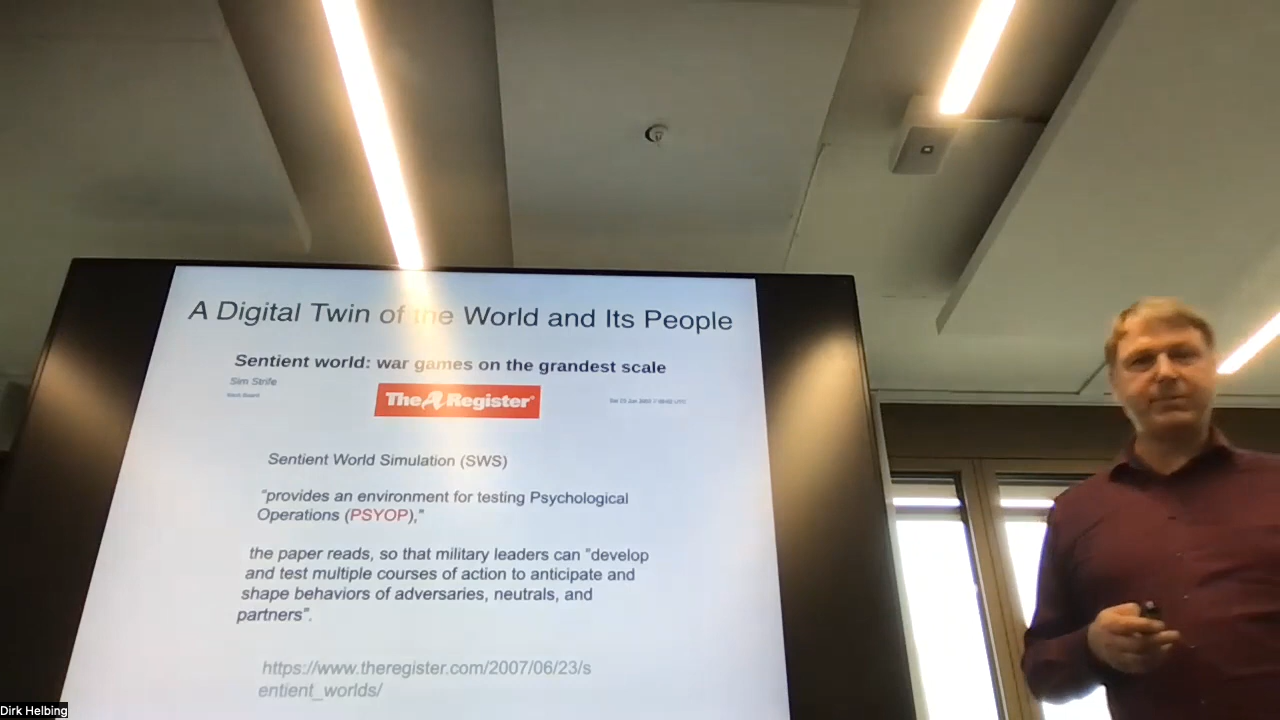 A Digital Twin of the World and Its People
Sentient world: war games on the grandest scale
Sim Strife
The Register®
Sentient World Simulation (SWS)
"provides an environment for testing Psychological
Operations (PSYOP),"
the paper reads, so that military leaders can "develop
and test multiple courses of action to anticipate and
shape behaviors of adversaries, neutrals, and
partners".
https://www.theregister.com/2007/06/23/s
entient_worlds/
Dirk Helbing